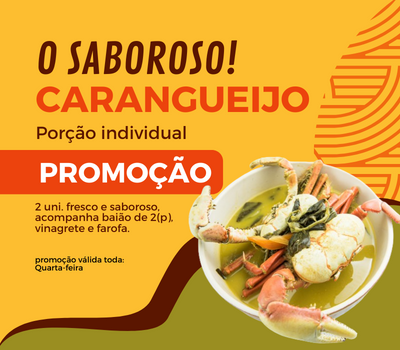 O SABOROSO!
CARANGUEIJO
Porção individual
PROMOÇÃO
2 uni. fresco e saboroso,
acompanha baião de 2(p),
vinagrete e farofa.
promoção válida toda:
Quarta-feira